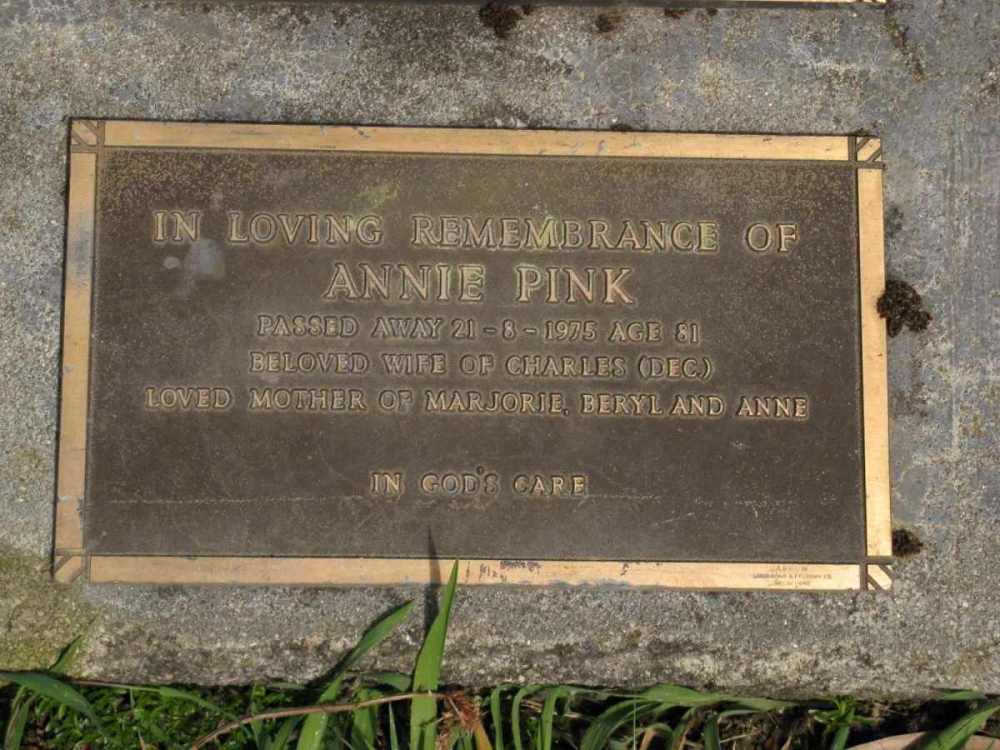 IN LOVING REMEMBRANCE OF
ANNIE PINK
PASSED AWAY 21-8-1975 AGE 81
BELOVED WIFE OF CHARLES (DEC.)
LOVED MOTHER OF MARJORIE, BERYL AND ANNE
IN GOD'S CARE